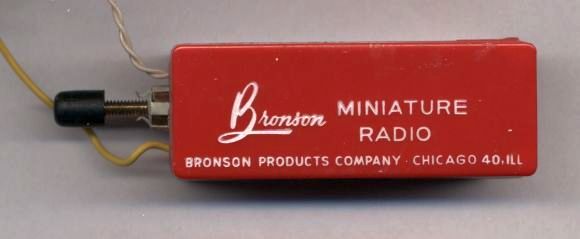 Bronson MINIATURE
RADIO
BRONSON PRODUCTS COMPANY · CHICAGO 40, ILL